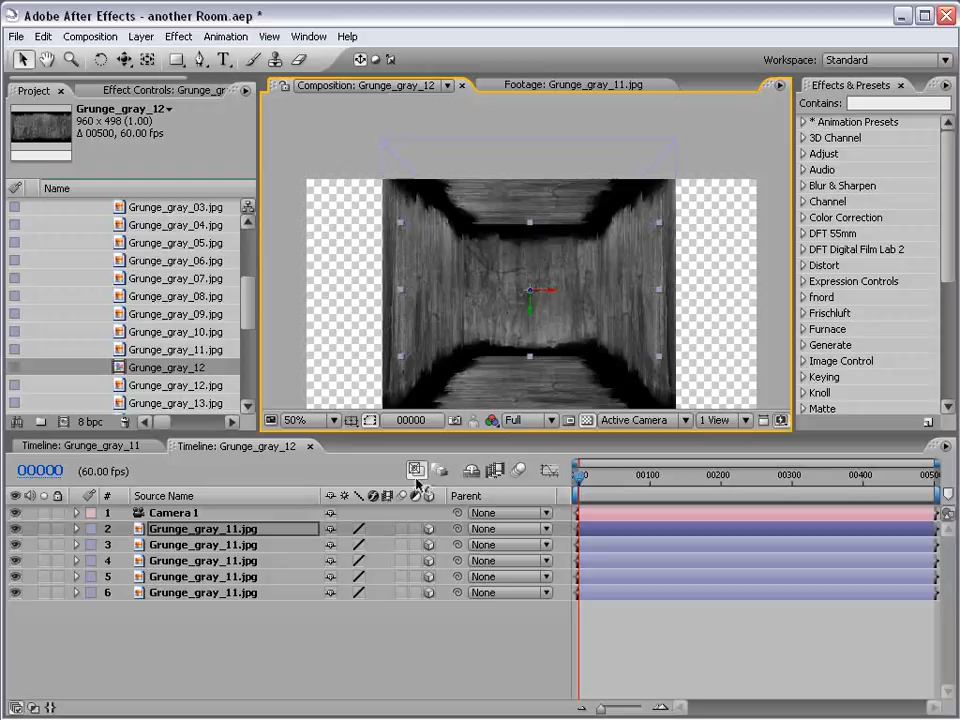 Adobe After Effects - another Room.aep *
File Edit Composition Layer Effect Animation View Window Help
Workspace: Standard
Project × Effect Controls: Grunge_gr
Composition: Grunge_gray_12
Footage: Grunge_gray_11.jpg
Effects & Presets ×
Grunge_gray_12
960 x 498 (1.00)
Δ 00500, 60.00 fps
Contains:
Name
Grunge_gray_03.jpg
Grunge_gray_04.jpg
Grunge_gray_05.jpg
Grunge_gray_06.jpg
Grunge_gray_07.jpg
Grunge_gray_08.jpg
Grunge_gray_09.jpg
Grunge_gray_10.jpg
Grunge_gray_11.jpg
Grunge_gray_12
Grunge_gray_12.jpg
Grunge_gray_13.jpg
8 bpc
* Animation Presets
3D Channel
Adjust
Audio
Blur & Sharpen
Channel
Color Correction
DFT 55mm
DFT Digital Film Lab 2
Distort
Expression Controls
fnord
Frischluft
Furnace
Generate
Image Control
Keying
Knoll
Matte
50% 00000 Full Active Camera 1 View
Timeline: Grunge_gray_11
Timeline: Grunge_gray_12 ×
00000 (60.00 fps)
0 00100 00200 00300 00400 0050
# Source Name Parent
1 Camera 1 None
2 Grunge_gray_11.jpg None
3 Grunge_gray_11.jpg None
4 Grunge_gray_11.jpg None
5 Grunge_gray_11.jpg None
6 Grunge_gray_11.jpg None